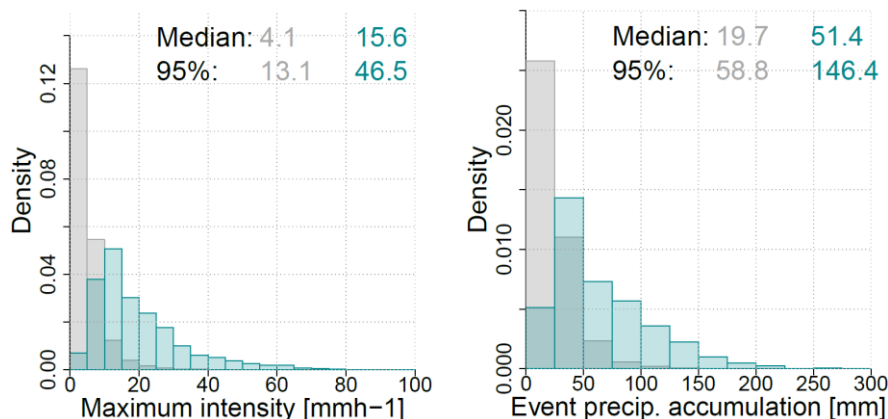 Median: 4.1 15.6
95%: 13.1 46.5
Density
0.12
0.08
0.04
0.00
0 20 40 60 80 100
Maximum intensity [mmh−1]
Median: 19.7 51.4
95%: 58.8 146.4
Density
0.020
0.010
0.000
0 50 100 150 200 250 300
Event precip. accumulation [mm]